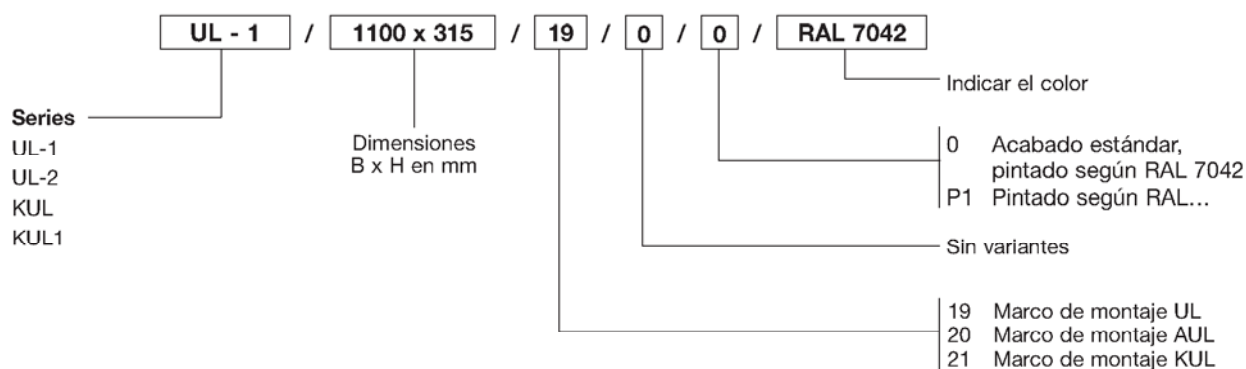 UL - 1 / 1100 x 315 / 19 / 0 / 0 / RAL 7042
Indicar el color
Series
UL-1
UL-2
KUL
KUL1
Dimensiones
B x H en mm
0 Acabado estándar,
pintado según RAL 7042
P1 Pintado según RAL...
Sin variantes
19 Marco de montaje UL
20 Marco de montaje AUL
21 Marco de montaje KUL